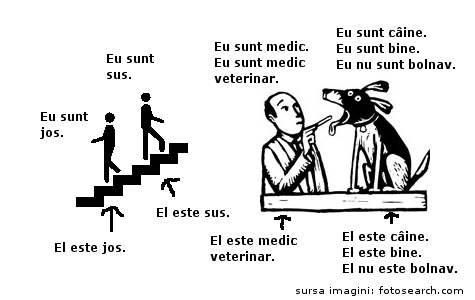 Eu sunt
sus.
Eu sunt
jos.
El este sus.
El este jos.
Eu sunt medic.
Eu sunt medic
veterinar.
Eu sunt câine.
Eu sunt bine.
Eu nu sunt bolnav.
El este medic
veterinar.
El este câine.
El este bine.
El nu este bolnav.
sursa imagini: fotosearch.com